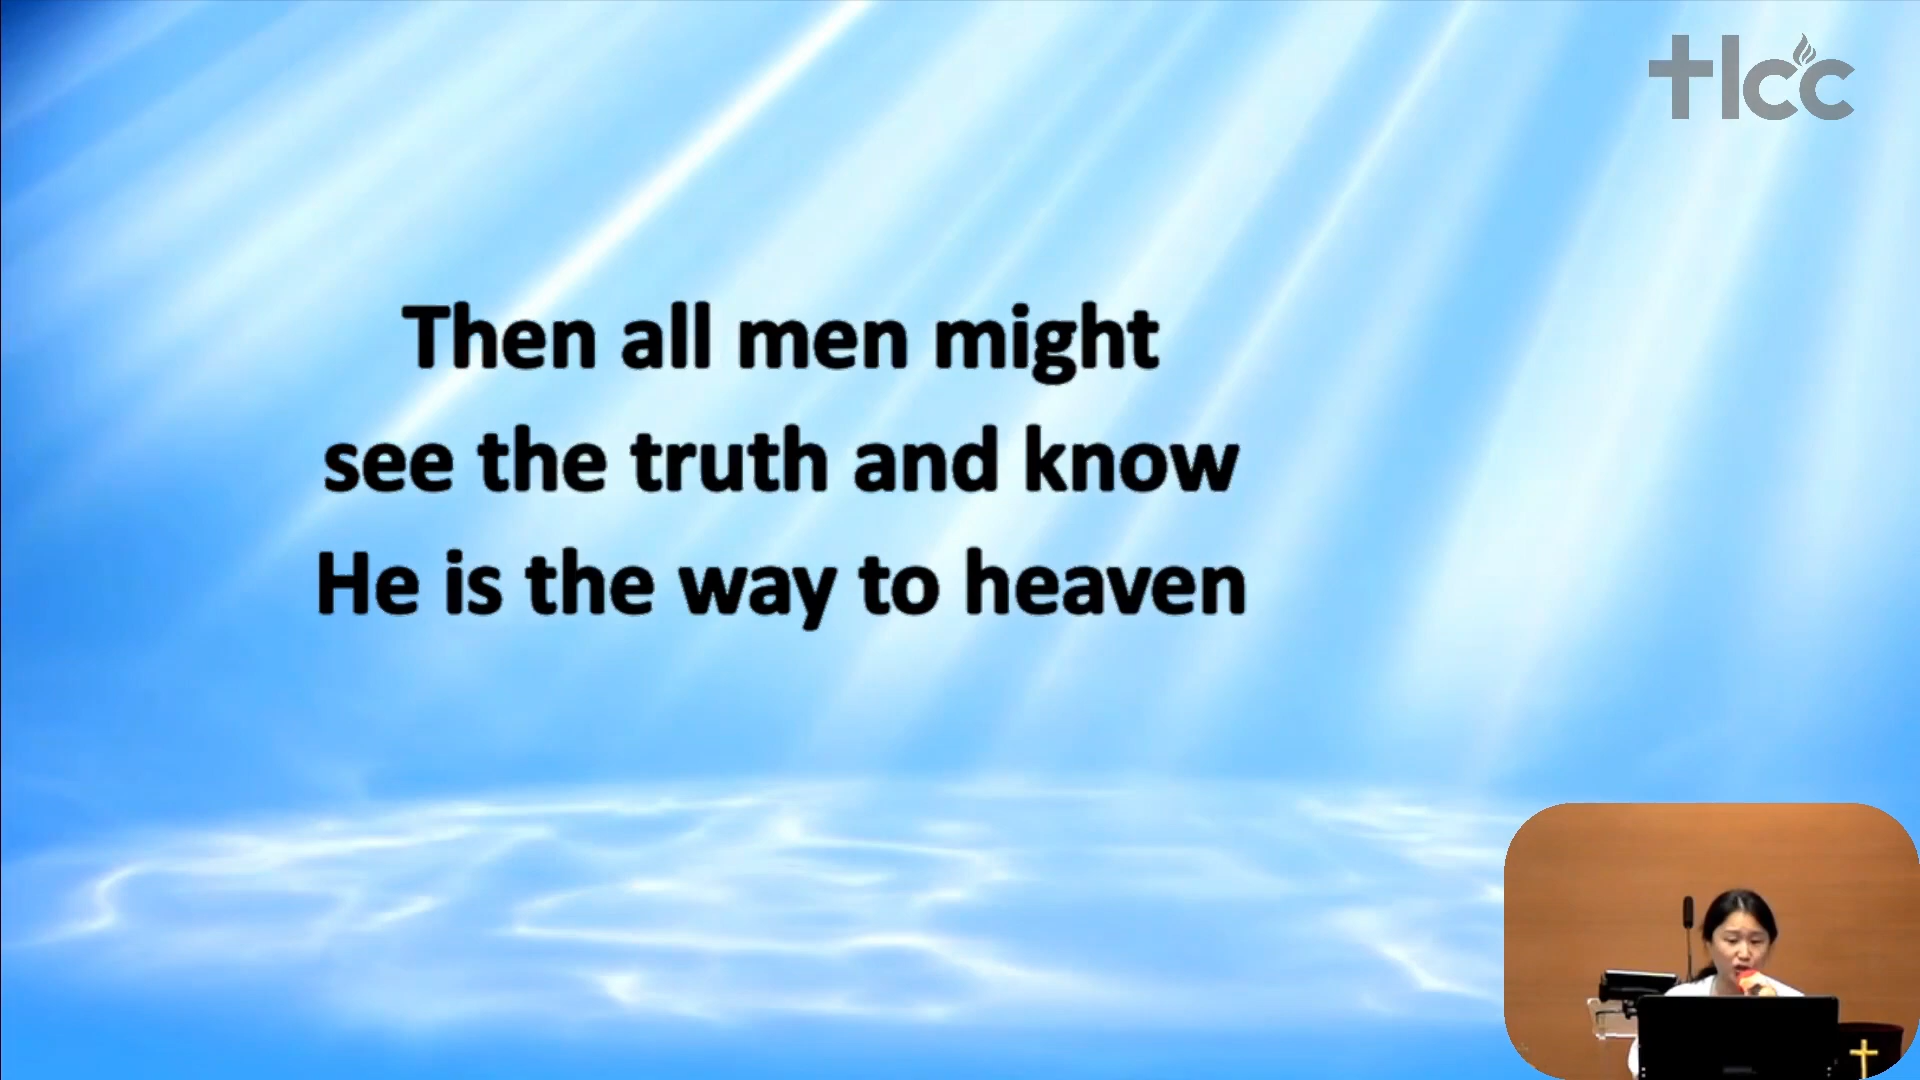 tlcc
Then all men might
see the truth and know
He is the way to heaven